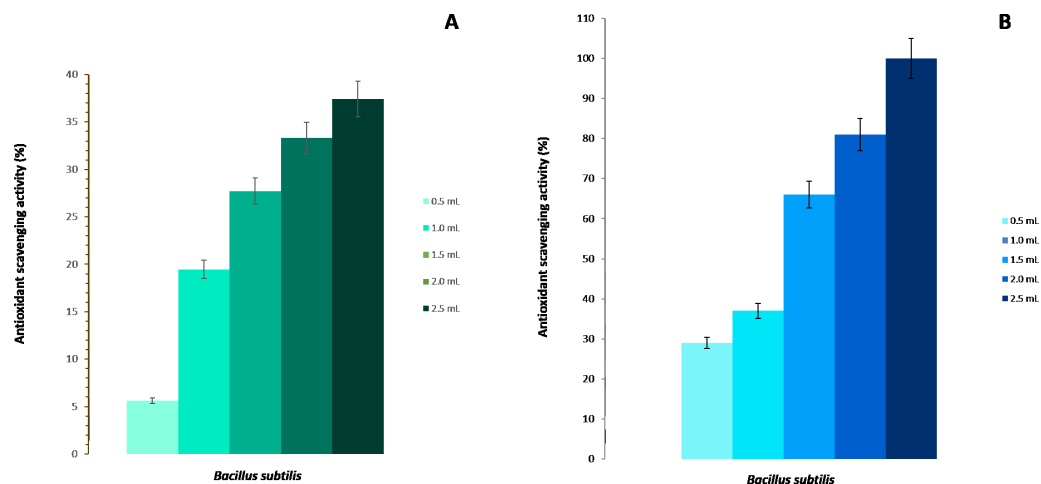 A
Antioxidant scavenging activity (%)
40
35
30
25
20
15
10
5
0
Bacillus subtilis
0.5 mL
1.0 mL
1.5 mL
2.0 mL
2.5 mL
B
Antioxidant scavenging activity (%)
110
100
90
80
70
60
50
40
30
20
10
0
Bacillus subtilis
0.5 mL
1.0 mL
1.5 mL
2.0 mL
2.5 mL